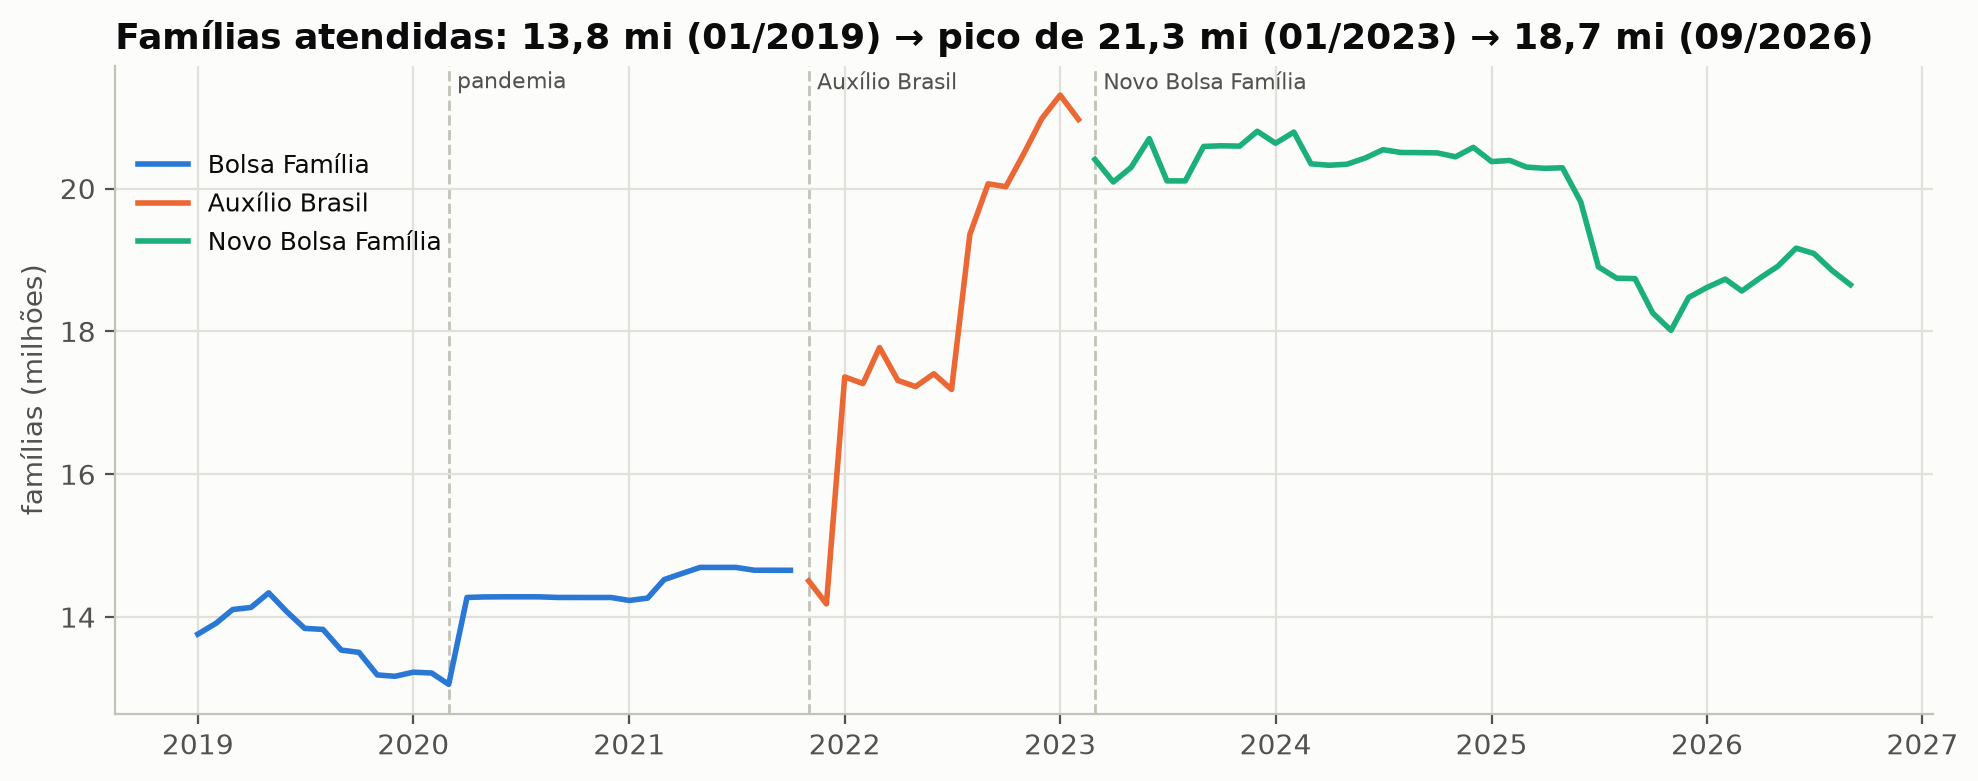 Famílias atendidas: 13,8 mi (01/2019) → pico de 21,3 mi (01/2023) → 18,7 mi (09/2026)
pandemia
Auxílio Brasil
Novo Bolsa Família
Bolsa Família
Auxílio Brasil
Novo Bolsa Família
famílias (milhões)
20
18
16
14
2019
2020
2021
2022
2023
2024
2025
2026
2027